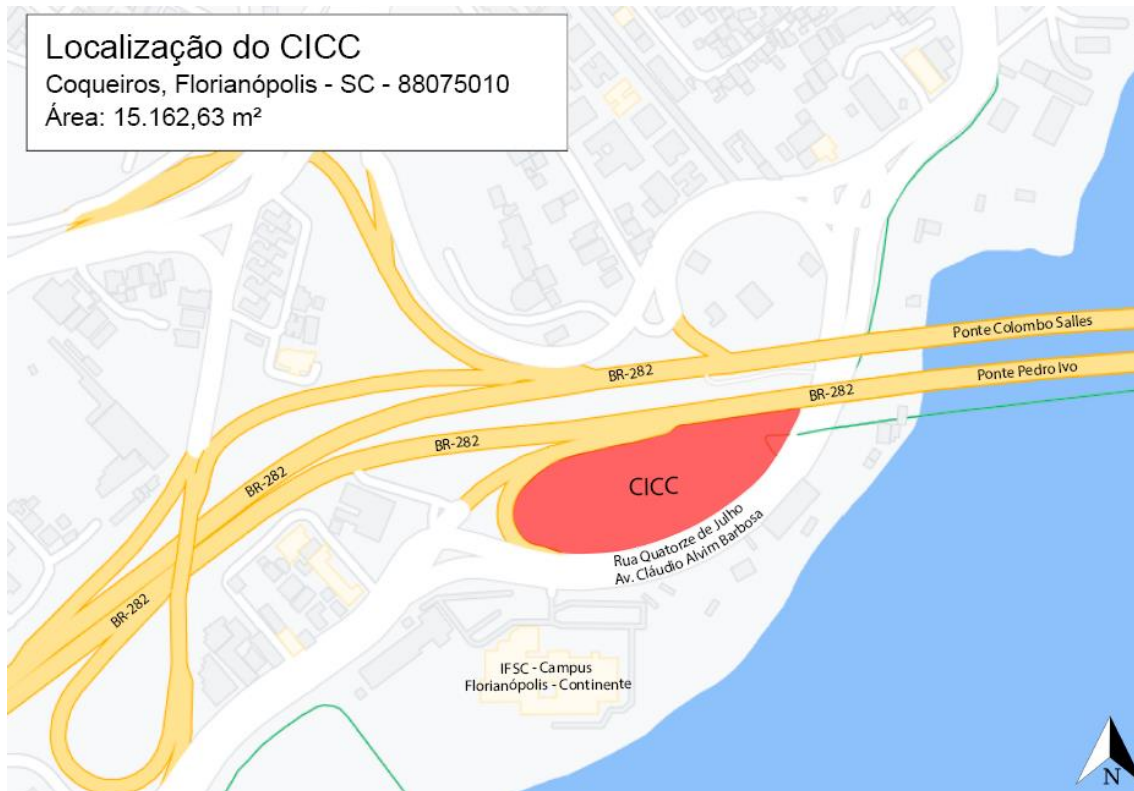 Localização do CICC
Coqueiros, Florianópolis - SC - 88075010
Área: 15.162,63 m²
Ponte Colombo Salles
BR-282
Ponte Pedro Ivo
BR-282
BR-282
BR-282
CICC
Rua Quatorze de Julho
Av. Cláudio Alvim Barbosa
BR-282
IFSC - Campus
Florianópolis - Continente
N